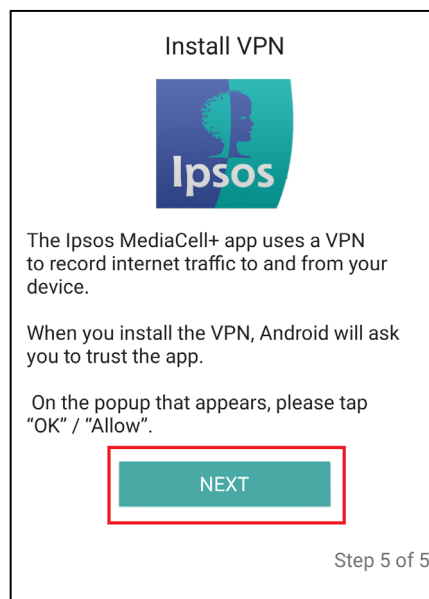 Install VPN
Ipsos
The Ipsos MediaCell+ app uses a VPN
to record internet traffic to and from your
device.
When you install the VPN, Android will ask
you to trust the app.
On the popup that appears, please tap
“OK” / “Allow”.
NEXT
Step 5 of 5